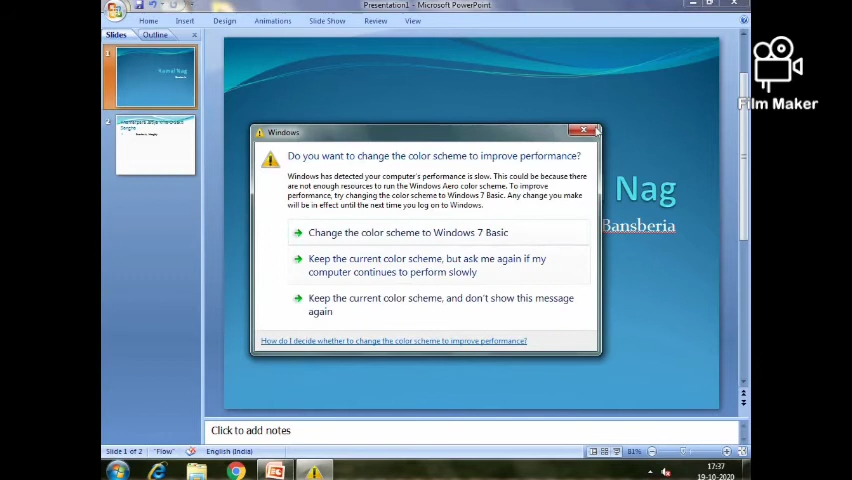 Presentation1 - Microsoft PowerPoint
Home Insert Design Animations Slide Show Review View
Slides Outline
1
Nag
2
Sangha
Windows
Do you want to change the color scheme to improve performance?
Windows has detected your computer's performance is slow. This could be because
there are not enough resources to run the Windows Aero color scheme. To improve
performance, try changing the color scheme to Windows 7 Basic. Any change you make
will be in effect until the next time you log on to Windows.
Change the color scheme to Windows 7 Basic
Keep the current color scheme, but ask me again if my
computer continues to perform slowly
Keep the current color scheme, and don't show this message
again
How do I decide whether to change the color scheme to improve performance?
Nag
Bansberia
Film Maker
Click to add notes
Slide 1 of 2 "Flow" English (India) 81%
17:37
19-10-2020